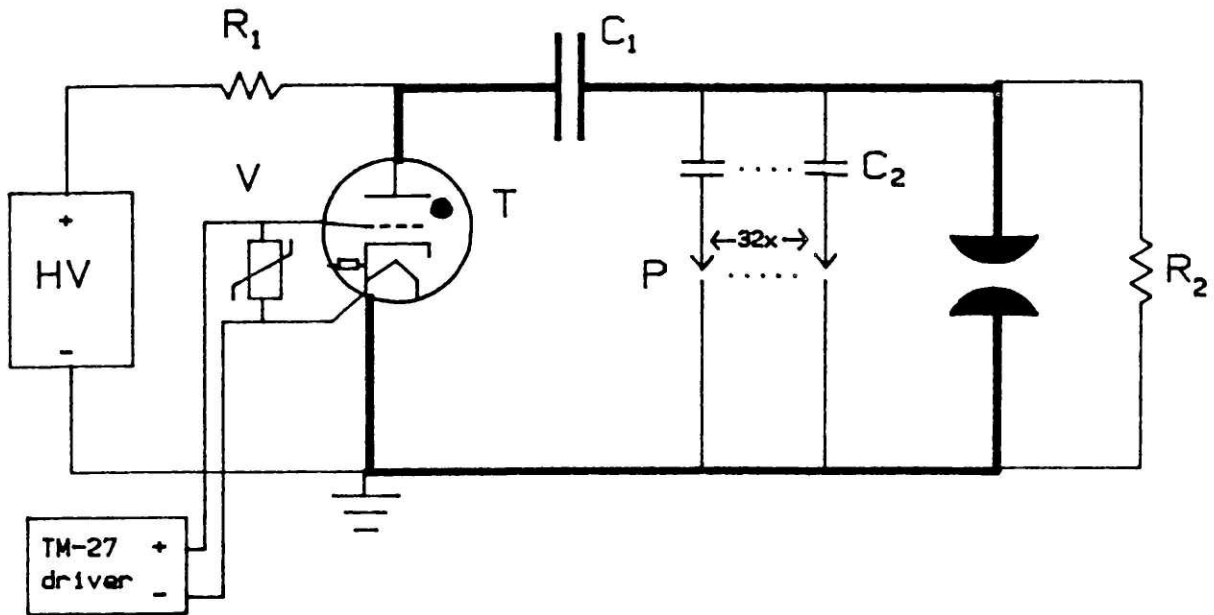 R₁
C₁
V
T
C₂
+
HV
-
←32x→
P
R₂
TM-27 +
driver -